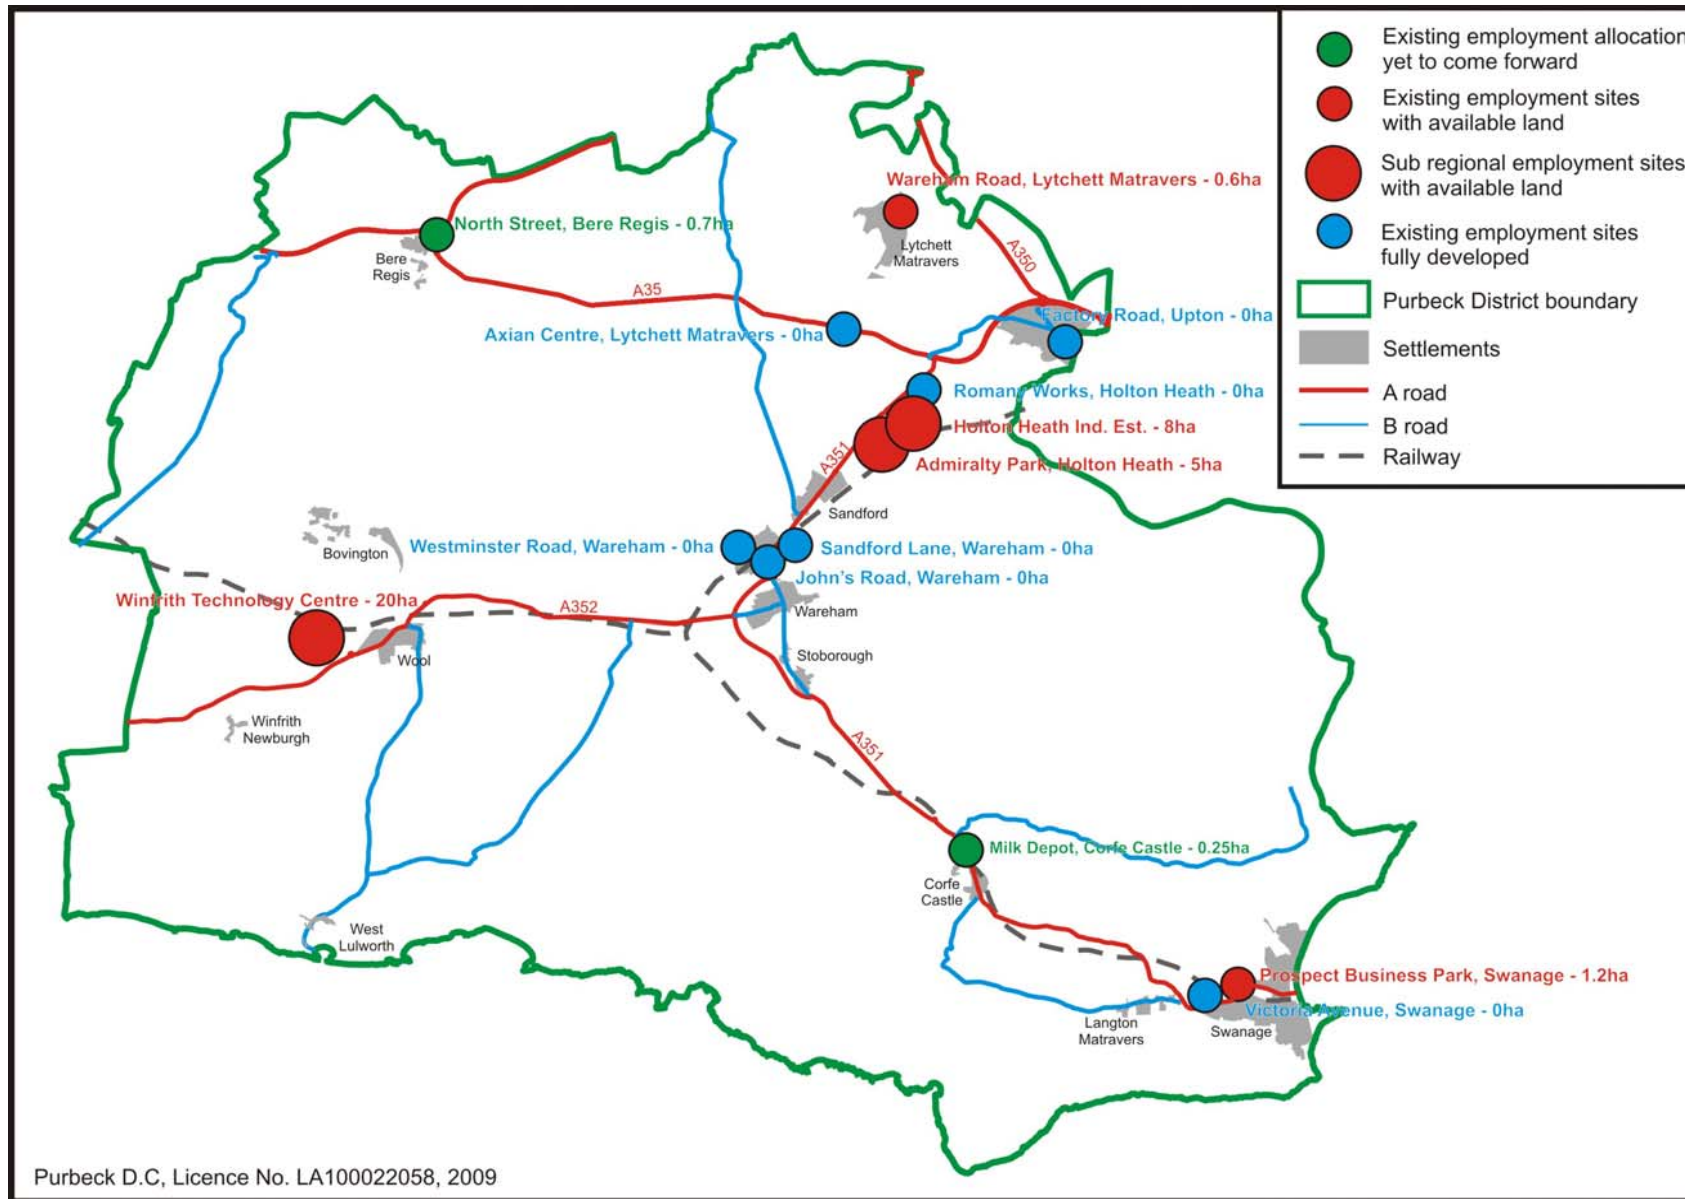 Existing employment allocation
yet to come forward
Existing employment sites
with available land
Sub regional employment sites
with available land
Existing employment sites
fully developed
Purbeck District boundary
Settlements
A road
B road
Railway
Wareham Road, Lytchett Matravers - 0.6ha
North Street, Bere Regis - 0.7ha
Bere
Regis
Lytchett
Matravers
A350
A35
Factory Road, Upton - 0ha
Axian Centre, Lytchett Matravers - 0ha
Romany Works, Holton Heath - 0ha
Holton Heath Ind. Est. - 8ha
A351
Admiralty Park, Holton Heath - 5ha
Sandford
Bovington
Westminster Road, Wareham - 0ha
Sandford Lane, Wareham - 0ha
John's Road, Wareham - 0ha
Winfrith Technology Centre - 20ha
A352
Wareham
Wool
Stoborough
Winfrith
Newburgh
A351
Milk Depot, Corfe Castle - 0.25ha
Corfe
Castle
West
Lulworth
Prospect Business Park, Swanage - 1.2ha
Victoria Avenue, Swanage - 0ha
Langton
Matravers
Swanage
Purbeck D.C, Licence No. LA100022058, 2009